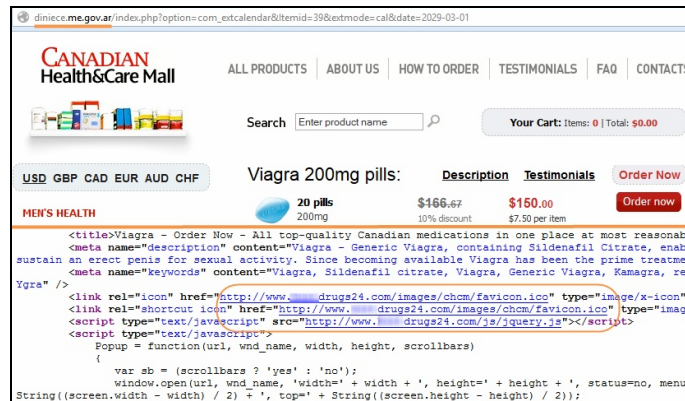 diniece.me.gov.ar/index.php?option=com_extcalendar&Itemid=39&extmode=cal&date=2029-03-01
CANADIAN
Health&Care Mall
ALL PRODUCTS ABOUT US HOW TO ORDER TESTIMONIALS FAQ CONTACTS
Search Enter product name Your Cart: Items: 0 | Total: $0.00
USD GBP CAD EUR AUD CHF
Viagra 200mg pills: Description Testimonials Order Now
20 pills $166.67 $150.00 Order now
200mg 10% discount $7.50 per item
MEN'S HEALTH
<title>Viagra - Order Now - All top-quality Canadian medications in one place at most reasonab
<meta name="description" content="Viagra - Generic Viagra, containing Sildenafil Citrate, enab
sustain an erect penis for sexual activity. Since becoming available Viagra has been the prime treatme
<meta name="keywords" content="Viagra, Sildenafil citrate, Viagra, Generic Viagra, Kamagra, re
Ygra" />
<link rel="icon" href="http://www. drugs24.com/images/chcm/favicon.ico" type="image/x-icon"
<link rel="shortcut icon" href="http://www. drugs24.com/images/chcm/favicon.ico" type="imag
<script type="text/javascript" src="http://www. drugs24.com/js/jquery.js"></script>
<script type="text/javascript">
Popup = function(url, wnd_name, width, height, scrollbars)
{
var sb = (scrollbars ? 'yes' : 'no');
window.open(url, wnd_name, 'width=' + width + ', height=' + height + ', status=no, menu
String((screen.width - width) / 2) + ', top=' + String((screen.height - height) / 2));